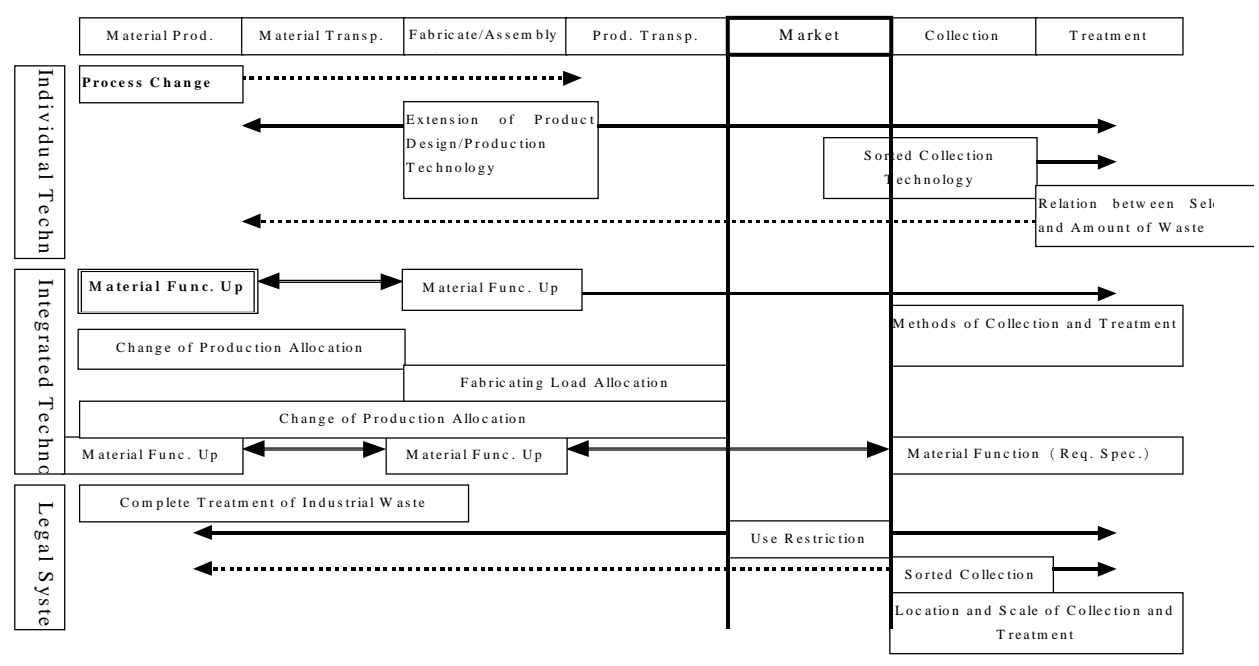 Material Prod.
Material Transp.
Fabricate/Assembly
Prod. Transp.
Market
Collection
Treatment
Individual Techn
Process Change
Extension of Product
Design/Production
Technology
Sorted Collection
Technology
Relation between Sel
and Amount of Waste
Integrated Techno
Material Func. Up
Material Func. Up
Methods of Collection and Treatment
Change of Production Allocation
Fabricating Load Allocation
Change of Production Allocation
Material Func. Up
Material Func. Up
Material Function (Req. Spec.)
Legal Syste
Complete Treatment of Industrial Waste
Use Restriction
Sorted Collection
Location and Scale of Collection and
Treatment